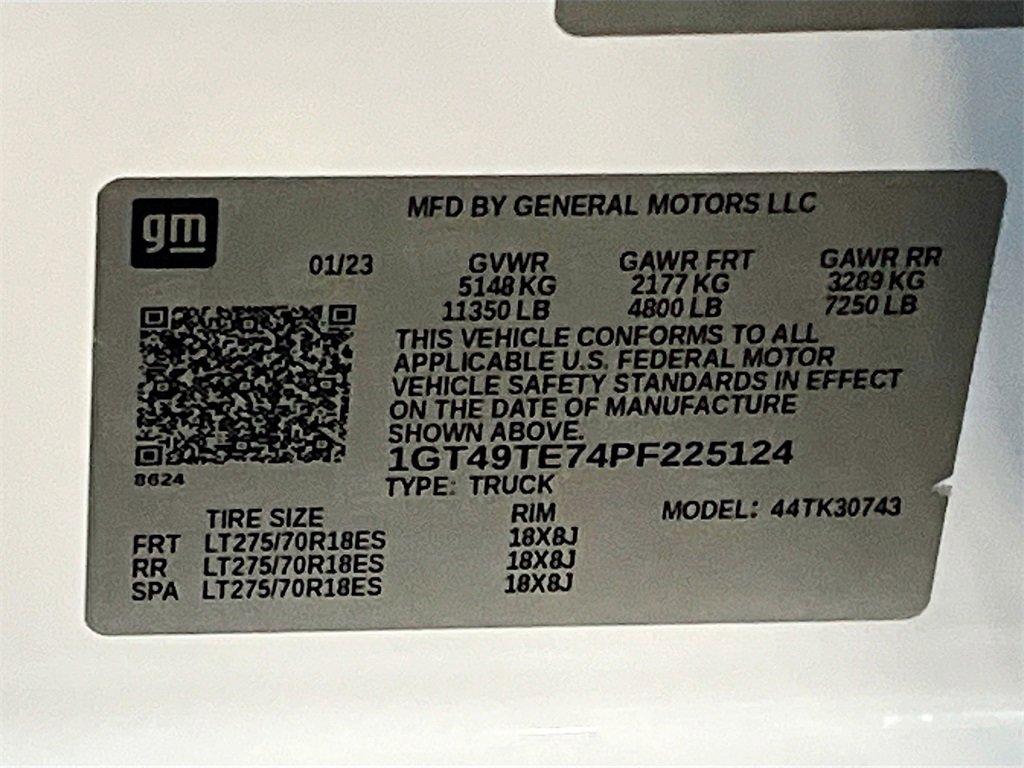 gm
MFD BY GENERAL MOTORS LLC
01/23 GVWR GAWR FRT GAWR RR
5148 KG 2177 KG 3289 KG
11350 LB 4800 LB 7250 LB
THIS VEHICLE CONFORMS TO ALL
APPLICABLE U.S. FEDERAL MOTOR
VEHICLE SAFETY STANDARDS IN EFFECT
ON THE DATE OF MANUFACTURE
SHOWN ABOVE.
1GT49TE74PF225124
8624
TYPE: TRUCK
TIRE SIZE RIM MODEL: 44TK30743
FRT LT275/70R18ES 18X8J
RR LT275/70R18ES 18X8J
SPA LT275/70R18ES 18X8J